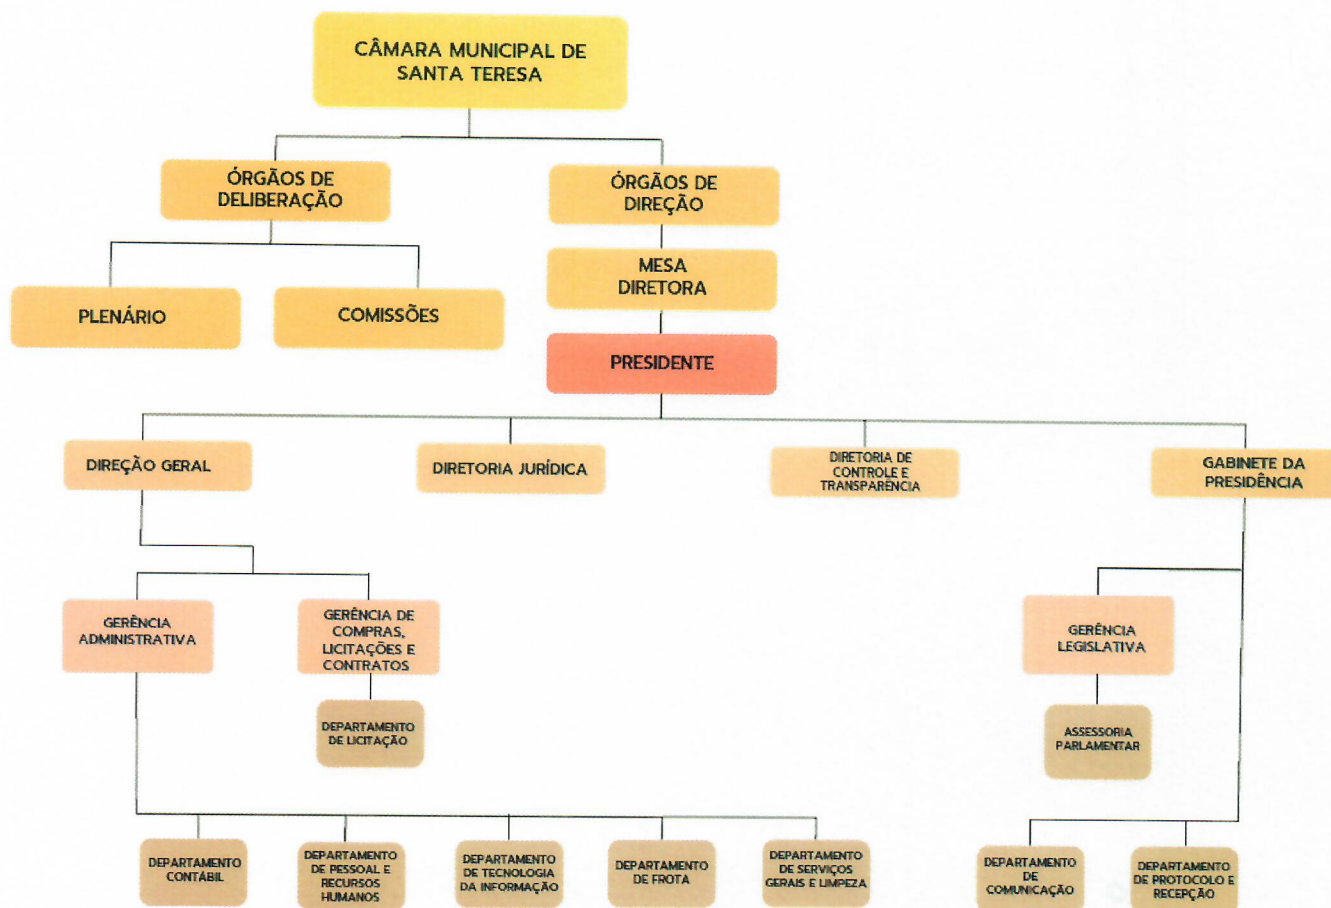 CÂMARA MUNICIPAL DE
SANTA TERESA
ÓRGÃOS DE
DELIBERAÇÃO
ÓRGÃOS DE
DIREÇÃO
PLENÁRIO
COMISSÕES
MESA
DIRETORA
PRESIDENTE
DIREÇÃO GERAL
DIRETORIA JURÍDICA
DIRETORIA DE
CONTROLE E
TRANSPARÊNCIA
GABINETE DA
PRESIDÊNCIA
GERÊNCIA
ADMINISTRATIVA
GERÊNCIA DE
COMPRAS,
LICITAÇÕES E
CONTRATOS
GERÊNCIA
LEGISLATIVA
DEPARTAMENTO
DE LICITAÇÃO
ASSESSORIA
PARLAMENTAR
DEPARTAMENTO
CONTÁBIL
DEPARTAMENTO
DE PESSOAL E
RECURSOS
HUMANOS
DEPARTAMENTO
DE TECNOLOGIA
DA INFORMAÇÃO
DEPARTAMENTO
DE FROTA
DEPARTAMENTO
DE SERVIÇOS
GERAIS E LIMPEZA
DEPARTAMENTO
DE
COMUNICAÇÃO
DEPARTAMENTO
DE PROTOCOLO E
RECEPÇÃO